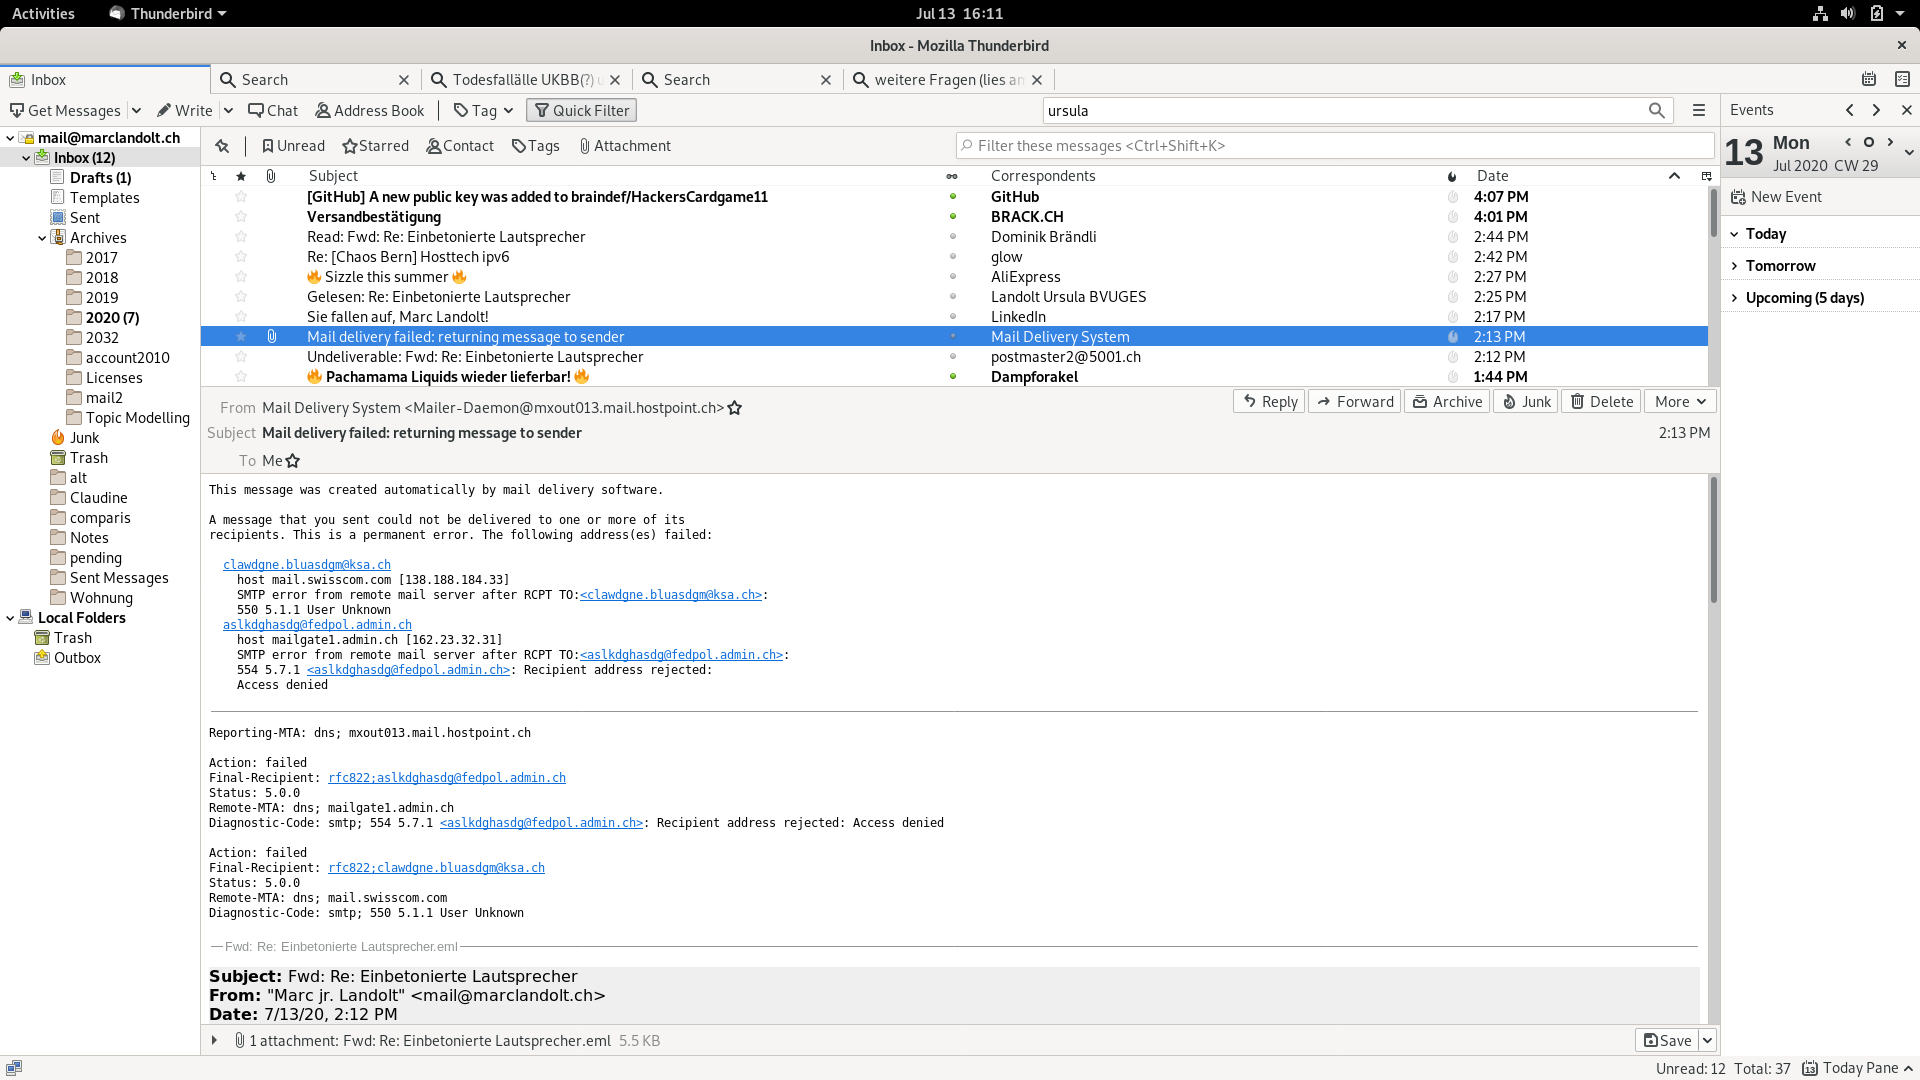 Activities Thunderbird Jul 13 16:11
Inbox - Mozilla Thunderbird
Inbox Search Todesfallälle UKBB(?) Search weitere Fragen (lies
Get Messages Write Chat Address Book Tag Quick Filter ursula Events
mail@marclandolt.ch
Inbox (12)
Drafts (1)
Templates
Sent
Archives
2017
2018
2019
2020 (7)
2032
account2010
Licenses
mail2
Topic Modelling
Junk
Trash
alt
Claudine
comparis
Notes
pending
Sent Messages
Wohnung
Local Folders
Trash
Outbox
Unread Starred Contact Tags Attachment Filter these messages <Ctrl+Shift+K>
Subject Correspondents Date
[GitHub] A new public key was added to braindef/HackersCardgame11 GitHub 4:07 PM
Versandbestätigung BRACK.CH 4:01 PM
Read: Fwd: Re: Einbetonierte Lautsprecher Dominik Brändli 2:44 PM
Re: [Chaos Bern] Hosttech ipv6 glow 2:42 PM
🔥 Sizzle this summer 🔥 AliExpress 2:27 PM
Gelesen: Re: Einbetonierte Lautsprecher Landolt Ursula BVUGES 2:25 PM
Sie fallen auf, Marc Landolt! LinkedIn 2:17 PM
Mail delivery failed: returning message to sender Mail Delivery System 2:13 PM
Undeliverable: Fwd: Re: Einbetonierte Lautsprecher postmaster2@5001.ch 2:12 PM
🔥 Pachamama Liquids wieder lieferbar! 🔥 Dampforakel 1:44 PM
From Mail Delivery System <Mailer-Daemon@mxout013.mail.hostpoint.ch> Reply Forward Archive Junk Delete More
Subject Mail delivery failed: returning message to sender 2:13 PM
To Me
This message was created automatically by mail delivery software.
A message that you sent could not be delivered to one or more of its
recipients. This is a permanent error. The following address(es) failed:
clawdgne.bluasdgm@ksa.ch
host mail.swisscom.com [138.188.184.33]
SMTP error from remote mail server after RCPT TO:<clawdgne.bluasdgm@ksa.ch>:
550 5.1.1 User Unknown
aslkdghasdg@fedpol.admin.ch
host mailgate1.admin.ch [162.23.32.31]
SMTP error from remote mail server after RCPT TO:<aslkdghasdg@fedpol.admin.ch>:
554 5.7.1 <aslkdghasdg@fedpol.admin.ch>: Recipient address rejected:
Access denied
Reporting-MTA: dns; mxout013.mail.hostpoint.ch
Action: failed
Final-Recipient: rfc822;aslkdghasdg@fedpol.admin.ch
Status: 5.0.0
Remote-MTA: dns; mailgate1.admin.ch
Diagnostic-Code: smtp; 554 5.7.1 <aslkdghasdg@fedpol.admin.ch>: Recipient address rejected: Access denied
Action: failed
Final-Recipient: rfc822;clawdgne.bluasdgm@ksa.ch
Status: 5.0.0
Remote-MTA: dns; mail.swisscom.com
Diagnostic-Code: smtp; 550 5.1.1 User Unknown
Fwd: Re: Einbetonierte Lautsprecher.eml
Subject: Fwd: Re: Einbetonierte Lautsprecher
From: "Marc jr. Landolt" <mail@marclandolt.ch>
Date: 7/13/20, 2:12 PM
1 attachment: Fwd: Re: Einbetonierte Lautsprecher.eml 5.5 KB Save
13 Mon
Jul 2020 CW 29
New Event
Today
Tomorrow
Upcoming (5 days)
Unread: 12 Total: 37 13 Today Pane